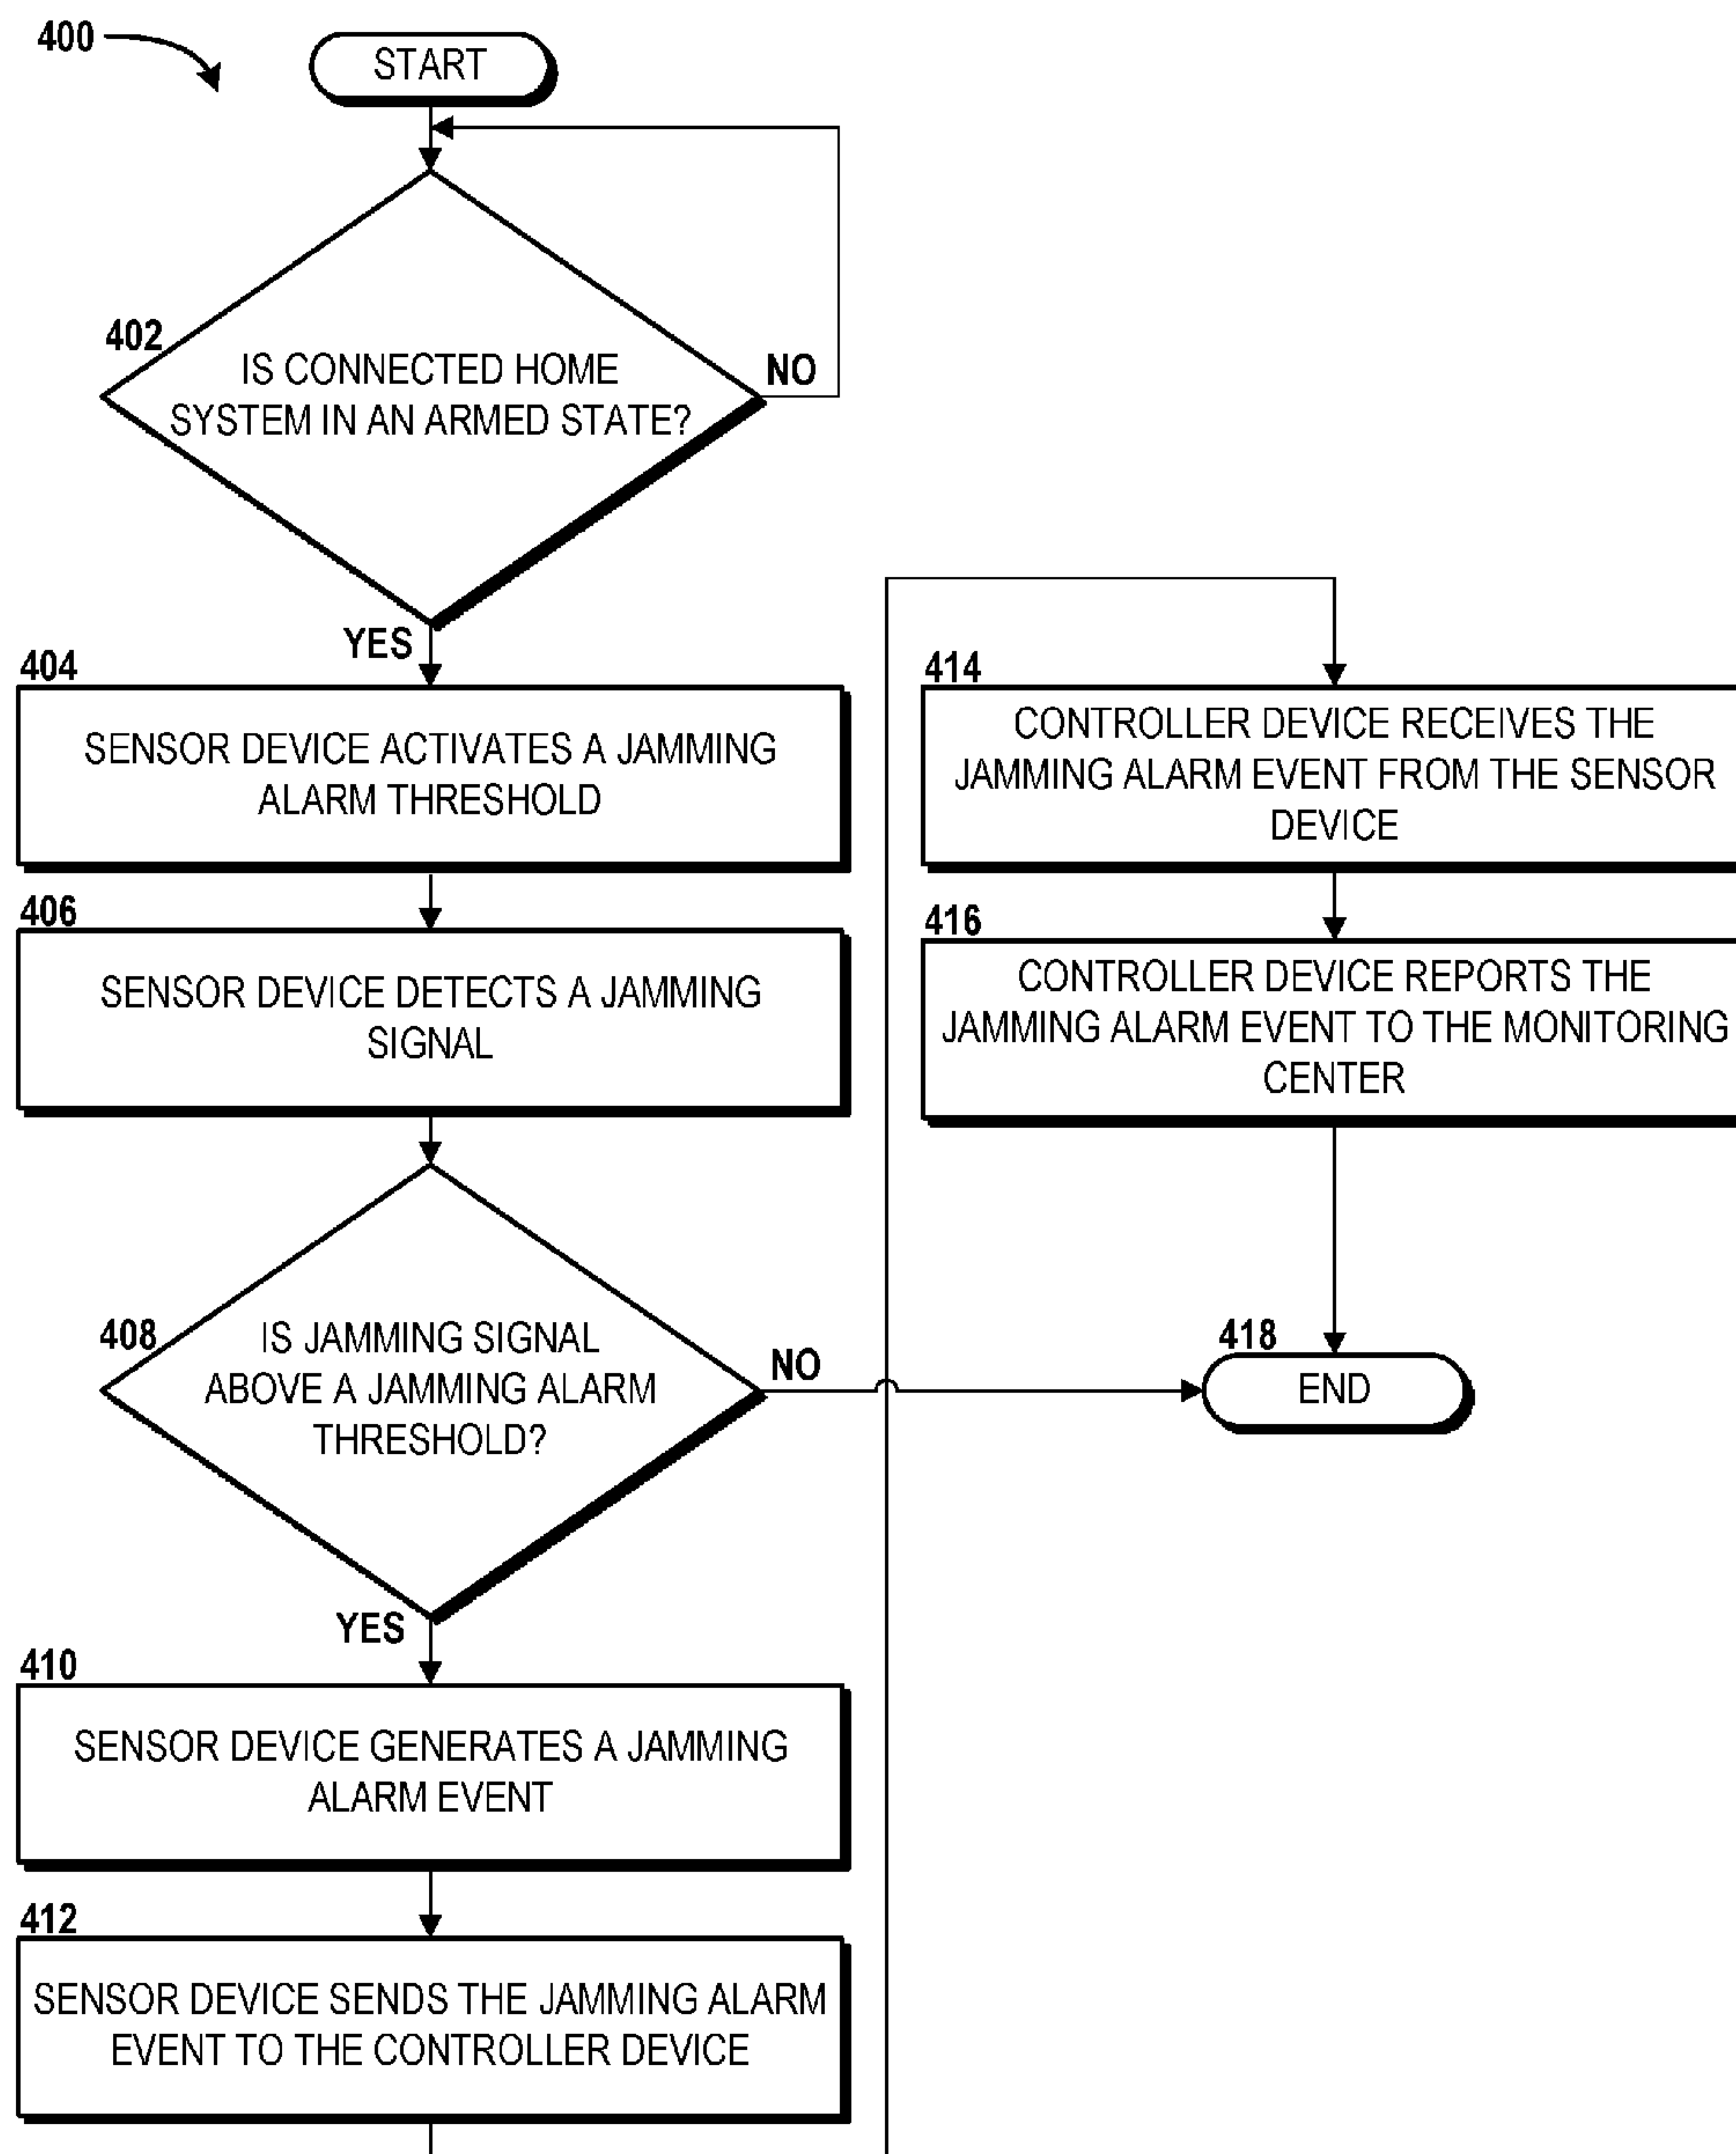 400
START
402
IS CONNECTED HOME
SYSTEM IN AN ARMED STATE?
NO
YES
404
SENSOR DEVICE ACTIVATES A JAMMING
ALARM THRESHOLD
406
SENSOR DEVICE DETECTS A JAMMING
SIGNAL
408
IS JAMMING SIGNAL
ABOVE A JAMMING ALARM
THRESHOLD?
NO
YES
410
SENSOR DEVICE GENERATES A JAMMING
ALARM EVENT
412
SENSOR DEVICE SENDS THE JAMMING ALARM
EVENT TO THE CONTROLLER DEVICE
414
CONTROLLER DEVICE RECEIVES THE
JAMMING ALARM EVENT FROM THE SENSOR
DEVICE
416
CONTROLLER DEVICE REPORTS THE
JAMMING ALARM EVENT TO THE MONITORING
CENTER
418
END